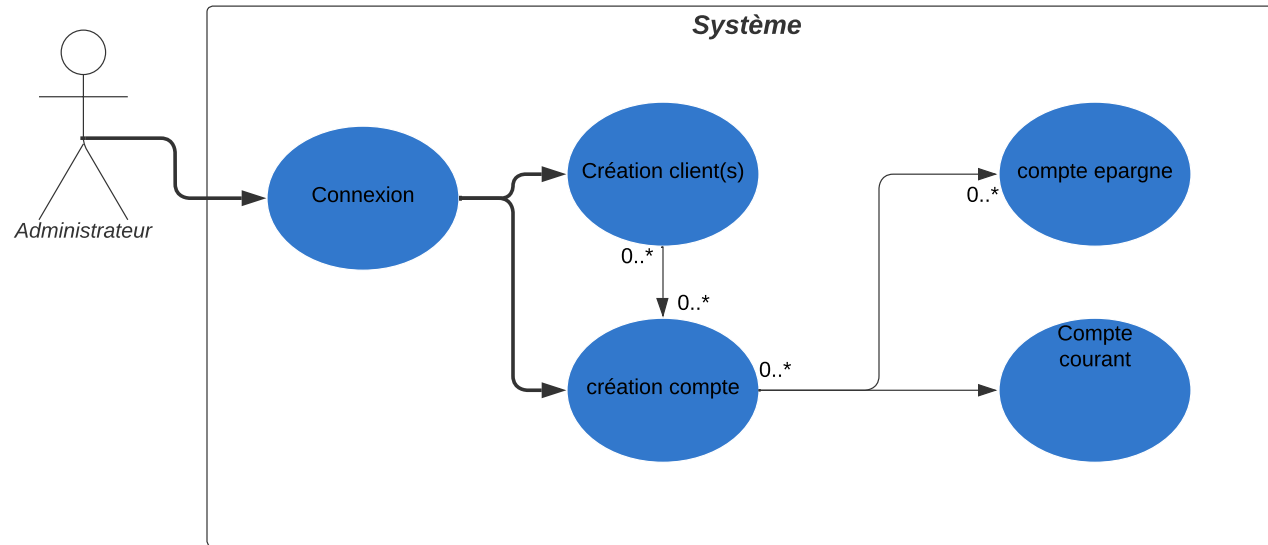 Système
Administrateur
Connexion
Création client(s)
0..*
0..*
création compte
0..*
compte epargne
0..*
Compte
courant